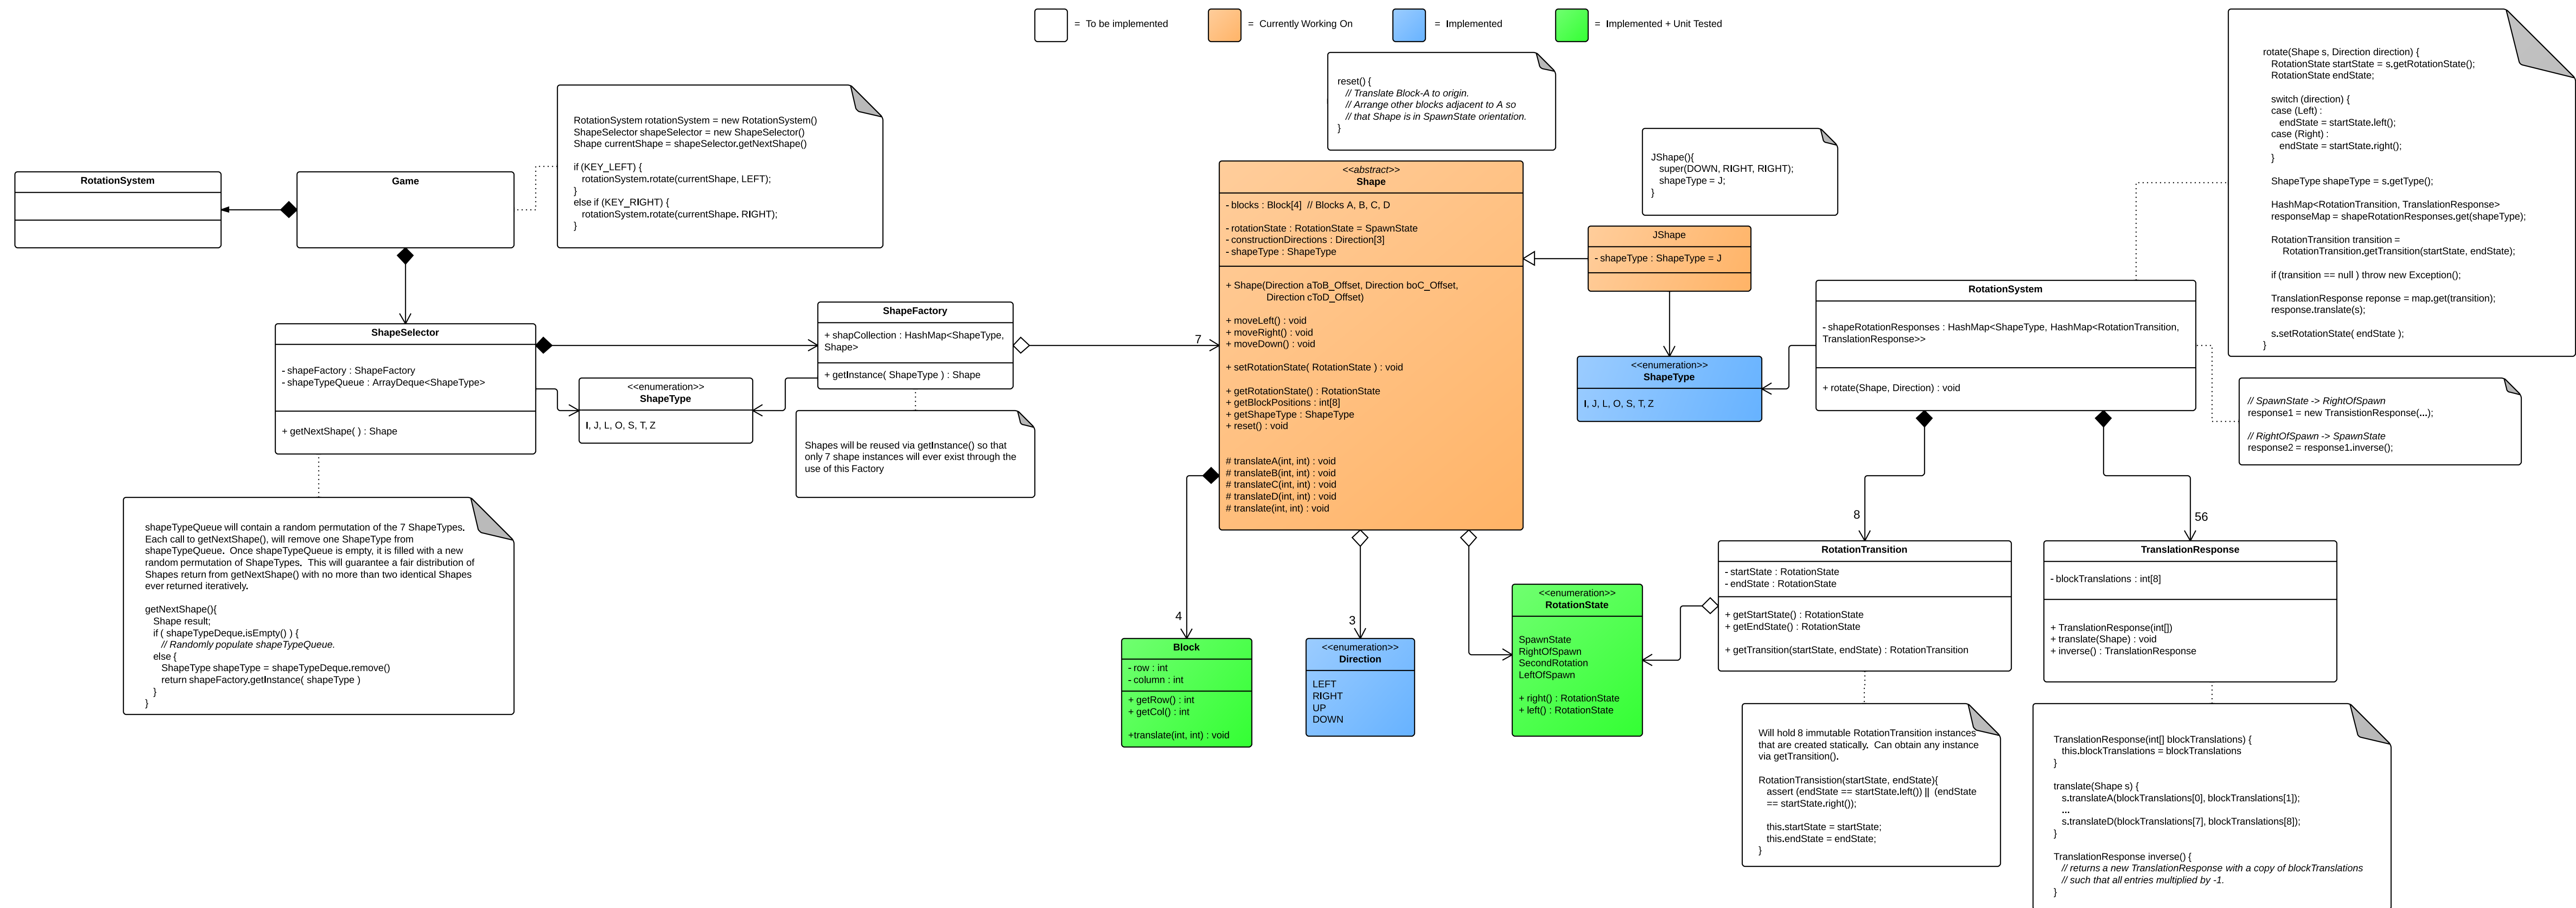 = To be implemented
= Currently Working On
= Implemented
= Implemented + Unit Tested
rotate(Shape s, Direction direction) {
RotationState startState = s.getRotationState();
RotationState endState;
switch (direction) {
case (Left) :
endState = startState.left();
case (Right) :
endState = startState.right();
}
ShapeType shapeType = s.getType();
HashMap<RotationTransition, TranslationResponse>
responseMap = shapeRotationResponses.get(shapeType);
RotationTransition transition =
RotationTransition.getTransition(startState, endState);
if (transition == null ) throw new Exception();
TranslationResponse reponse = map.get(transition);
response.translate(s);
s.setRotationState( endState );
}
reset() {
// Translate Block-A to origin.
// Arrange other blocks adjacent to A so
// that Shape is in SpawnState orientation.
}
RotationSystem rotationSystem = new RotationSystem()
ShapeSelector shapeSelector = new ShapeSelector()
Shape currentShape = shapeSelector.getNextShape()
if (KEY_LEFT) {
rotationSystem.rotate(currentShape, LEFT);
}
else if (KEY_RIGHT) {
rotationSystem.rotate(currentShape. RIGHT);
}
JShape(){
super(DOWN, RIGHT, RIGHT);
shapeType = J;
}
RotationSystem
Game
<<abstract>>
Shape
- blocks : Block[4]  // Blocks A, B, C, D
- rotationState : RotationState = SpawnState
- constructionDirections : Direction[3]
- shapeType : ShapeType
+ Shape(Direction aToB_Offset, Direction boC_Offset,
Direction cToD_Offset)
+ moveLeft() : void
+ moveRight() : void
+ moveDown() : void
+ setRotationState( RotationState ) : void
+ getRotationState() : RotationState
+ getBlockPositions : int[8]
+ getShapeType : ShapeType
+ reset() : void
# translateA(int, int) : void
# translateB(int, int) : void
# translateC(int, int) : void
# translateD(int, int) : void
# translate(int, int) : void
JShape
- shapeType : ShapeType = J
RotationSystem
- shapeRotationResponses : HashMap<ShapeType, HashMap<RotationTransition,
TranslationResponse>>
+ rotate(Shape, Direction) : void
ShapeFactory
+ shapCollection : HashMap<ShapeType,
Shape>
+ getInstance( ShapeType ) : Shape
7
ShapeSelector
- shapeFactory : ShapeFactory
- shapeTypeQueue : ArrayDeque<ShapeType>
+ getNextShape( ) : Shape
<<enumeration>>
ShapeType
I, J, L, O, S, T, Z
<<enumeration>>
ShapeType
I, J, L, O, S, T, Z
// SpawnState -> RightOfSpawn
response1 = new TransistionResponse(...);
// RightOfSpawn -> SpawnState
response2 = response1.inverse();
Shapes will be reused via getInstance() so that
only 7 shape instances will ever exist through the
use of this Factory
shapeTypeQueue will contain a random permutation of the 7 ShapeTypes.
Each call to getNextShape(), will remove one ShapeType from
shapeTypeQueue.  Once shapeTypeQueue is empty, it is filled with a new
random permutation of ShapeTypes.  This will guarantee a fair distribution of
Shapes return from getNextShape() with no more than two identical Shapes
ever returned iteratively.
getNextShape(){
Shape result;
if ( shapeTypeDeque.isEmpty() ) {
// Randomly populate shapeTypeQueue.
else {
ShapeType shapeType = shapeTypeDeque.remove()
return shapeFactory.getInstance( shapeType )
}
}
8
56
4
3
Block
- row : int
- column : int
+ getRow() : int
+ getCol() : int
+translate(int, int) : void
<<enumeration>>
Direction
LEFT
RIGHT
UP
DOWN
<<enumeration>>
RotationState
SpawnState
RightOfSpawn
SecondRotation
LeftOfSpawn
+ right() : RotationState
+ left() : RotationState
RotationTransition
- startState : RotationState
- endState : RotationState
+ getStartState() : RotationState
+ getEndState() : RotationState
+ getTransition(startState, endState) : RotationTransition
TranslationResponse
- blockTranslations : int[8]
+ TranslationResponse(int[])
+ translate(Shape) : void
+ inverse() : TranslationResponse
Will hold 8 immutable RotationTransition instances
that are created statically.  Can obtain any instance
via getTransition().
RotationTransistion(startState, endState){
assert (endState == startState.left()) ||  (endState
== startState.right());
this.startState = startState;
this.endState = endState;
}
TranslationResponse(int[] blockTranslations) {
this.blockTranslations = blockTranslations
}
translate(Shape s) {
s.translateA(blockTranslations[0], blockTranslations[1]);
...
s.translateD(blockTranslations[7], blockTranslations[8]);
}
TranslationResponse inverse() {
// returns a new TranslationResponse with a copy of blockTranslations
// such that all entries multiplied by -1.
}